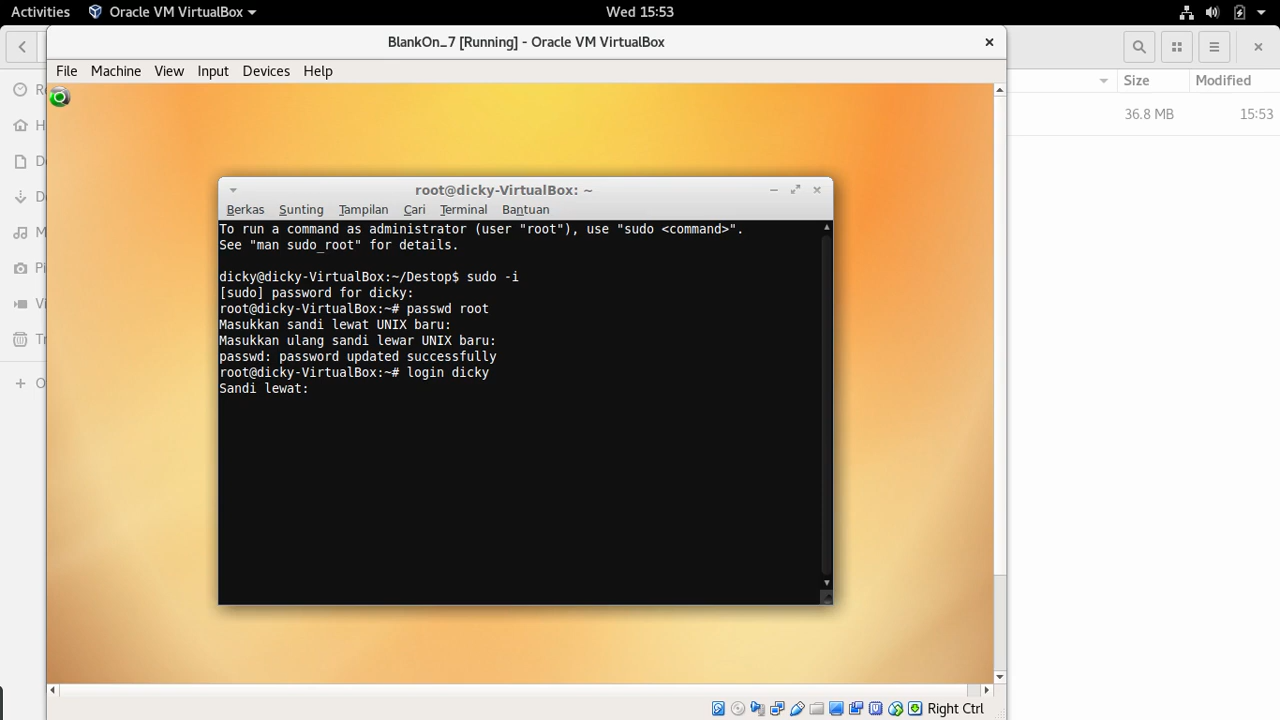 Activities Oracle VM VirtualBox Wed 15:53
BlankOn_7 [Running] - Oracle VM VirtualBox
File Machine View Input Devices Help
Size Modified
36.8 MB 15:53
root@dicky-VirtualBox: ~
Berkas Sunting Tampilan Cari Terminal Bantuan
To run a command as administrator (user "root"), use "sudo <command>".
See "man sudo_root" for details.
dicky@dicky-VirtualBox:~/Destop$ sudo -i
[sudo] password for dicky:
root@dicky-VirtualBox:~# passwd root
Masukkan sandi lewat UNIX baru:
Masukkan ulang sandi lewar UNIX baru:
passwd: password updated successfully
root@dicky-VirtualBox:~# login dicky
Sandi lewat:
Right Ctrl